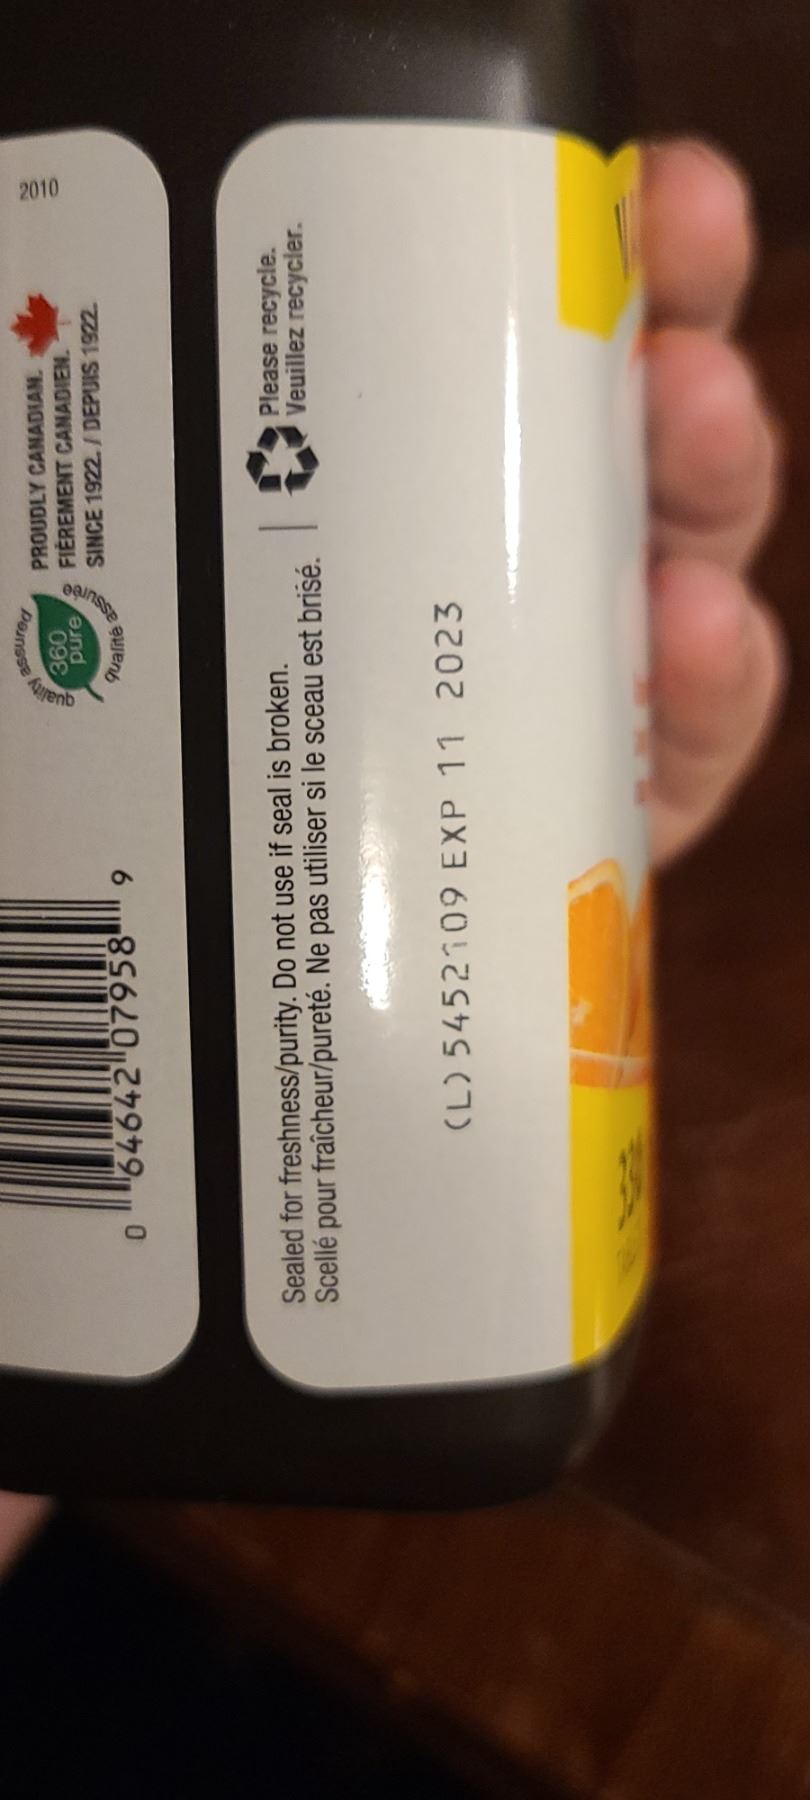 2010
quality assured
360
pure
qualité assurée
PROUDLY CANADIAN.
FIÈREMENT CANADIEN.
SINCE 1922. / DEPUIS 1922.
0 64642 07958 9
Sealed for freshness/purity. Do not use if seal is broken.
Scellé pour fraîcheur/pureté. Ne pas utiliser si le sceau est brisé.
Please recycle.
Veuillez recycler.
(L) 5452109 EXP 11 2023